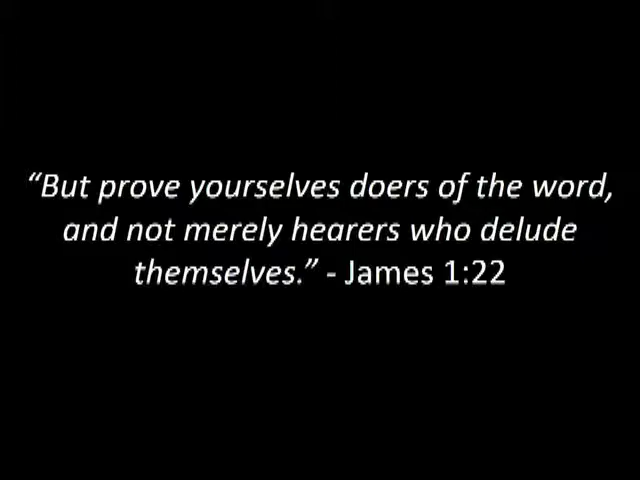 “But prove yourselves doers of the word,
and not merely hearers who delude
themselves.” - James 1:22